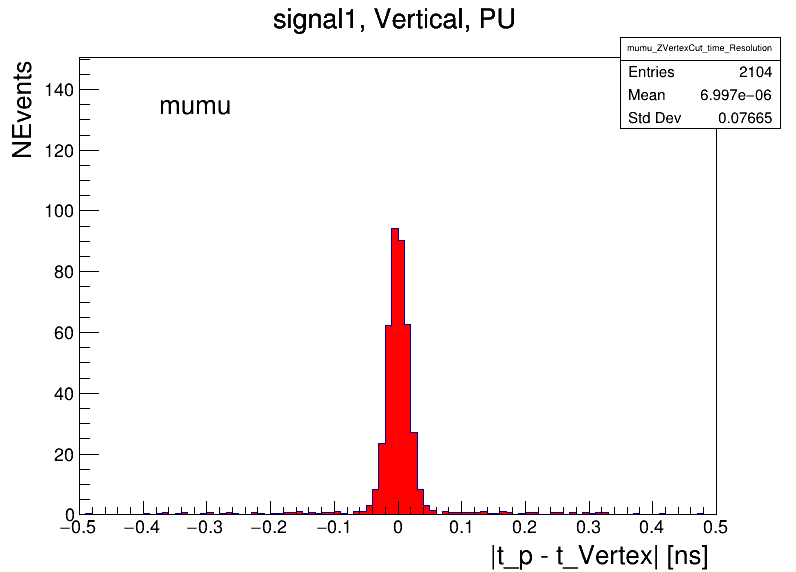 signal1, Vertical, PU
mumu_ZVertexCut_time_Resolution
Entries 2104
Mean 6.997e−06
Std Dev 0.07665
NEvents
mumu
140
120
100
80
60
40
20
0
−0.5 −0.4 −0.3 −0.2 −0.1 0 0.1 0.2 0.3 0.4 0.5
|t_p - t_Vertex| [ns]